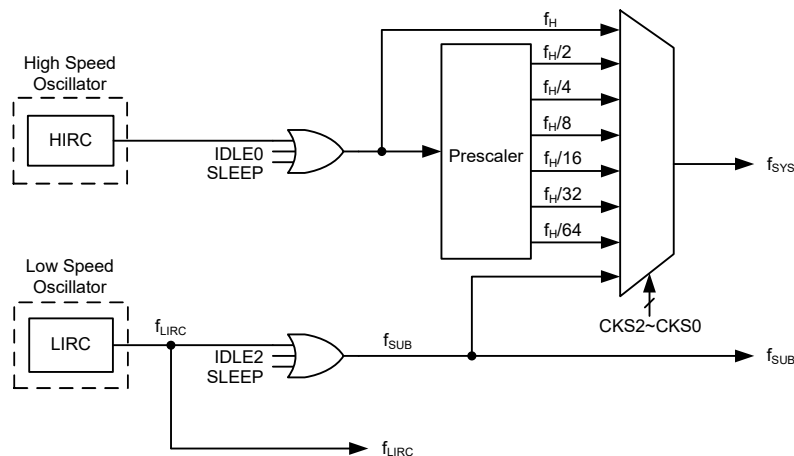 High Speed
Oscillator
HIRC
IDLE0
SLEEP
Prescaler
f_H
f_H/2
f_H/4
f_H/8
f_H/16
f_H/32
f_H/64
f_SYS
CKS2~CKS0
Low Speed
Oscillator
LIRC
f_LIRC
IDLE2
SLEEP
f_SUB
f_SUB
f_LIRC